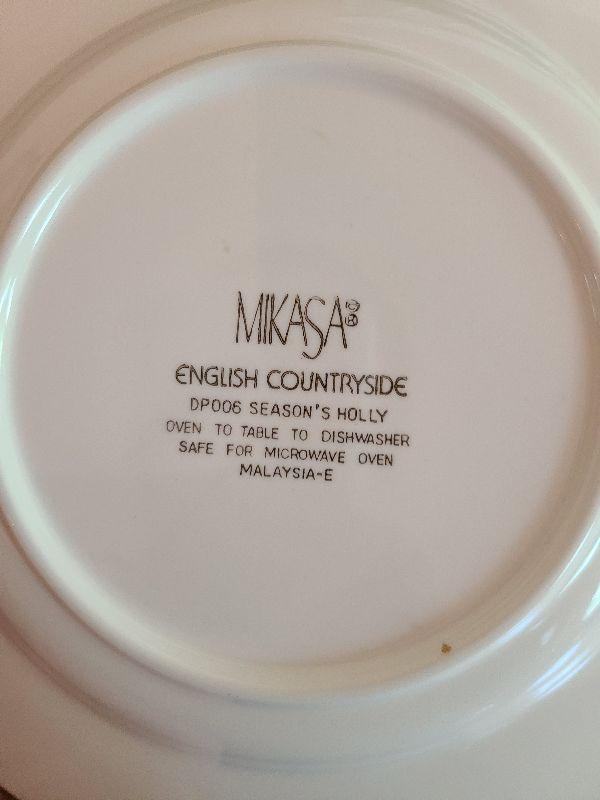 MIKASA®
ENGLISH COUNTRYSIDE
DP006 SEASON'S HOLLY
OVEN TO TABLE TO DISHWASHER
SAFE FOR MICROWAVE OVEN
MALAYSIA-E